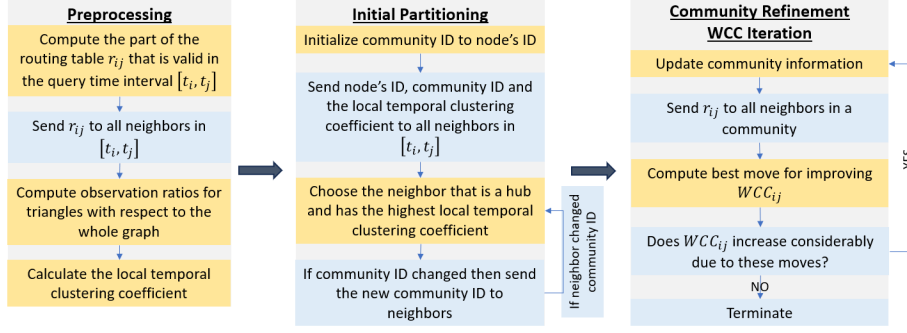 Preprocessing
Compute the part of the
routing table r_ij that is valid in
the query time interval [t_i, t_j]
Send r_ij to all neighbors in
[t_i, t_j]
Compute observation ratios for
triangles with respect to the
whole graph
Calculate the local temporal
clustering coefficient
Initial Partitioning
Initialize community ID to node's ID
Send node's ID, community ID and
the local temporal clustering
coefficient to all neighbors in
[t_i, t_j]
Choose the neighbor that is a hub
and has the highest local temporal
clustering coefficient
If community ID changed then send
the new community ID to
neighbors
If neighbor changed
community ID
Community Refinement
WCC Iteration
Update community information
Send r_ij to all neighbors in a
community
Compute best move for improving
WCC_ij
Does WCC_ij increase considerably
due to these moves?
YES
NO
Terminate